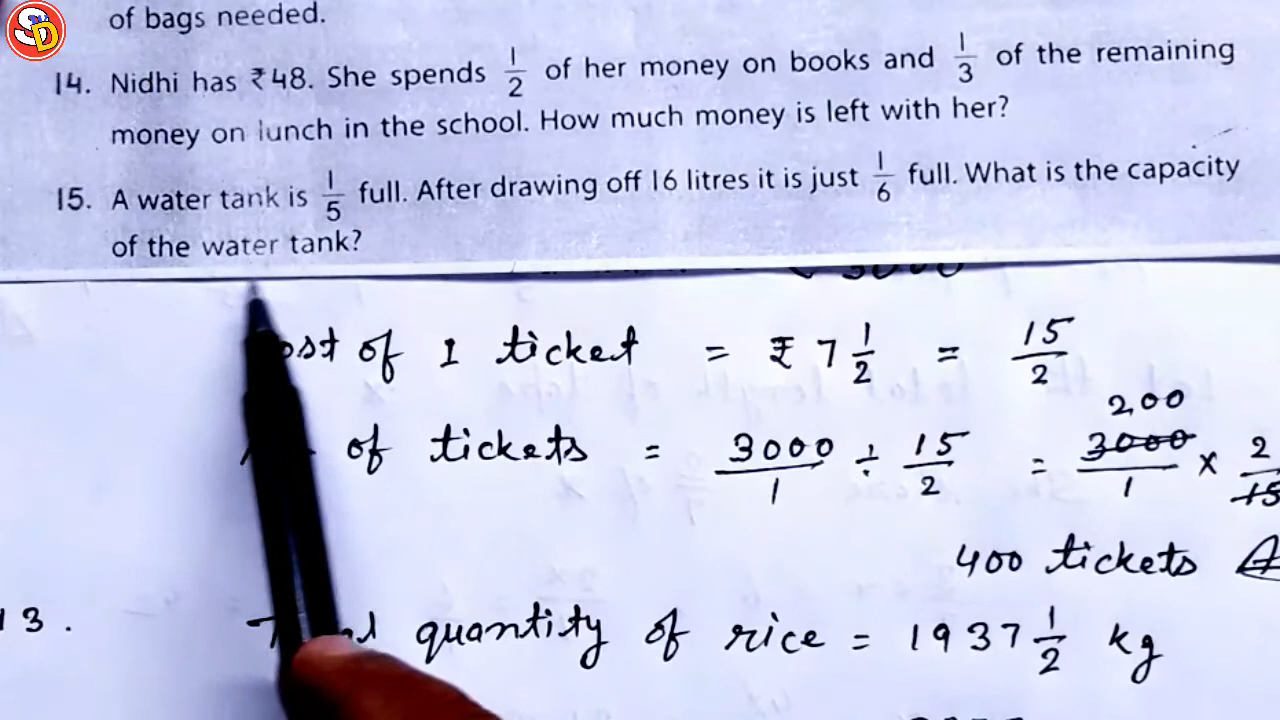 SD
of bags needed.
14. Nidhi has ₹48. She spends 1/2 of her money on books and 1/3 of the remaining
money on lunch in the school. How much money is left with her?
15. A water tank is 1/5 full. After drawing off 16 litres it is just 1/6 full. What is the capacity
of the water tank?
of 1 ticket = ₹ 7 1/2 = 15/2
200
of tickets = 3000/1 ÷ 15/2 = 3000/1 × 2/15
400 tickets
13. quantity of rice = 1937 1/2 kg